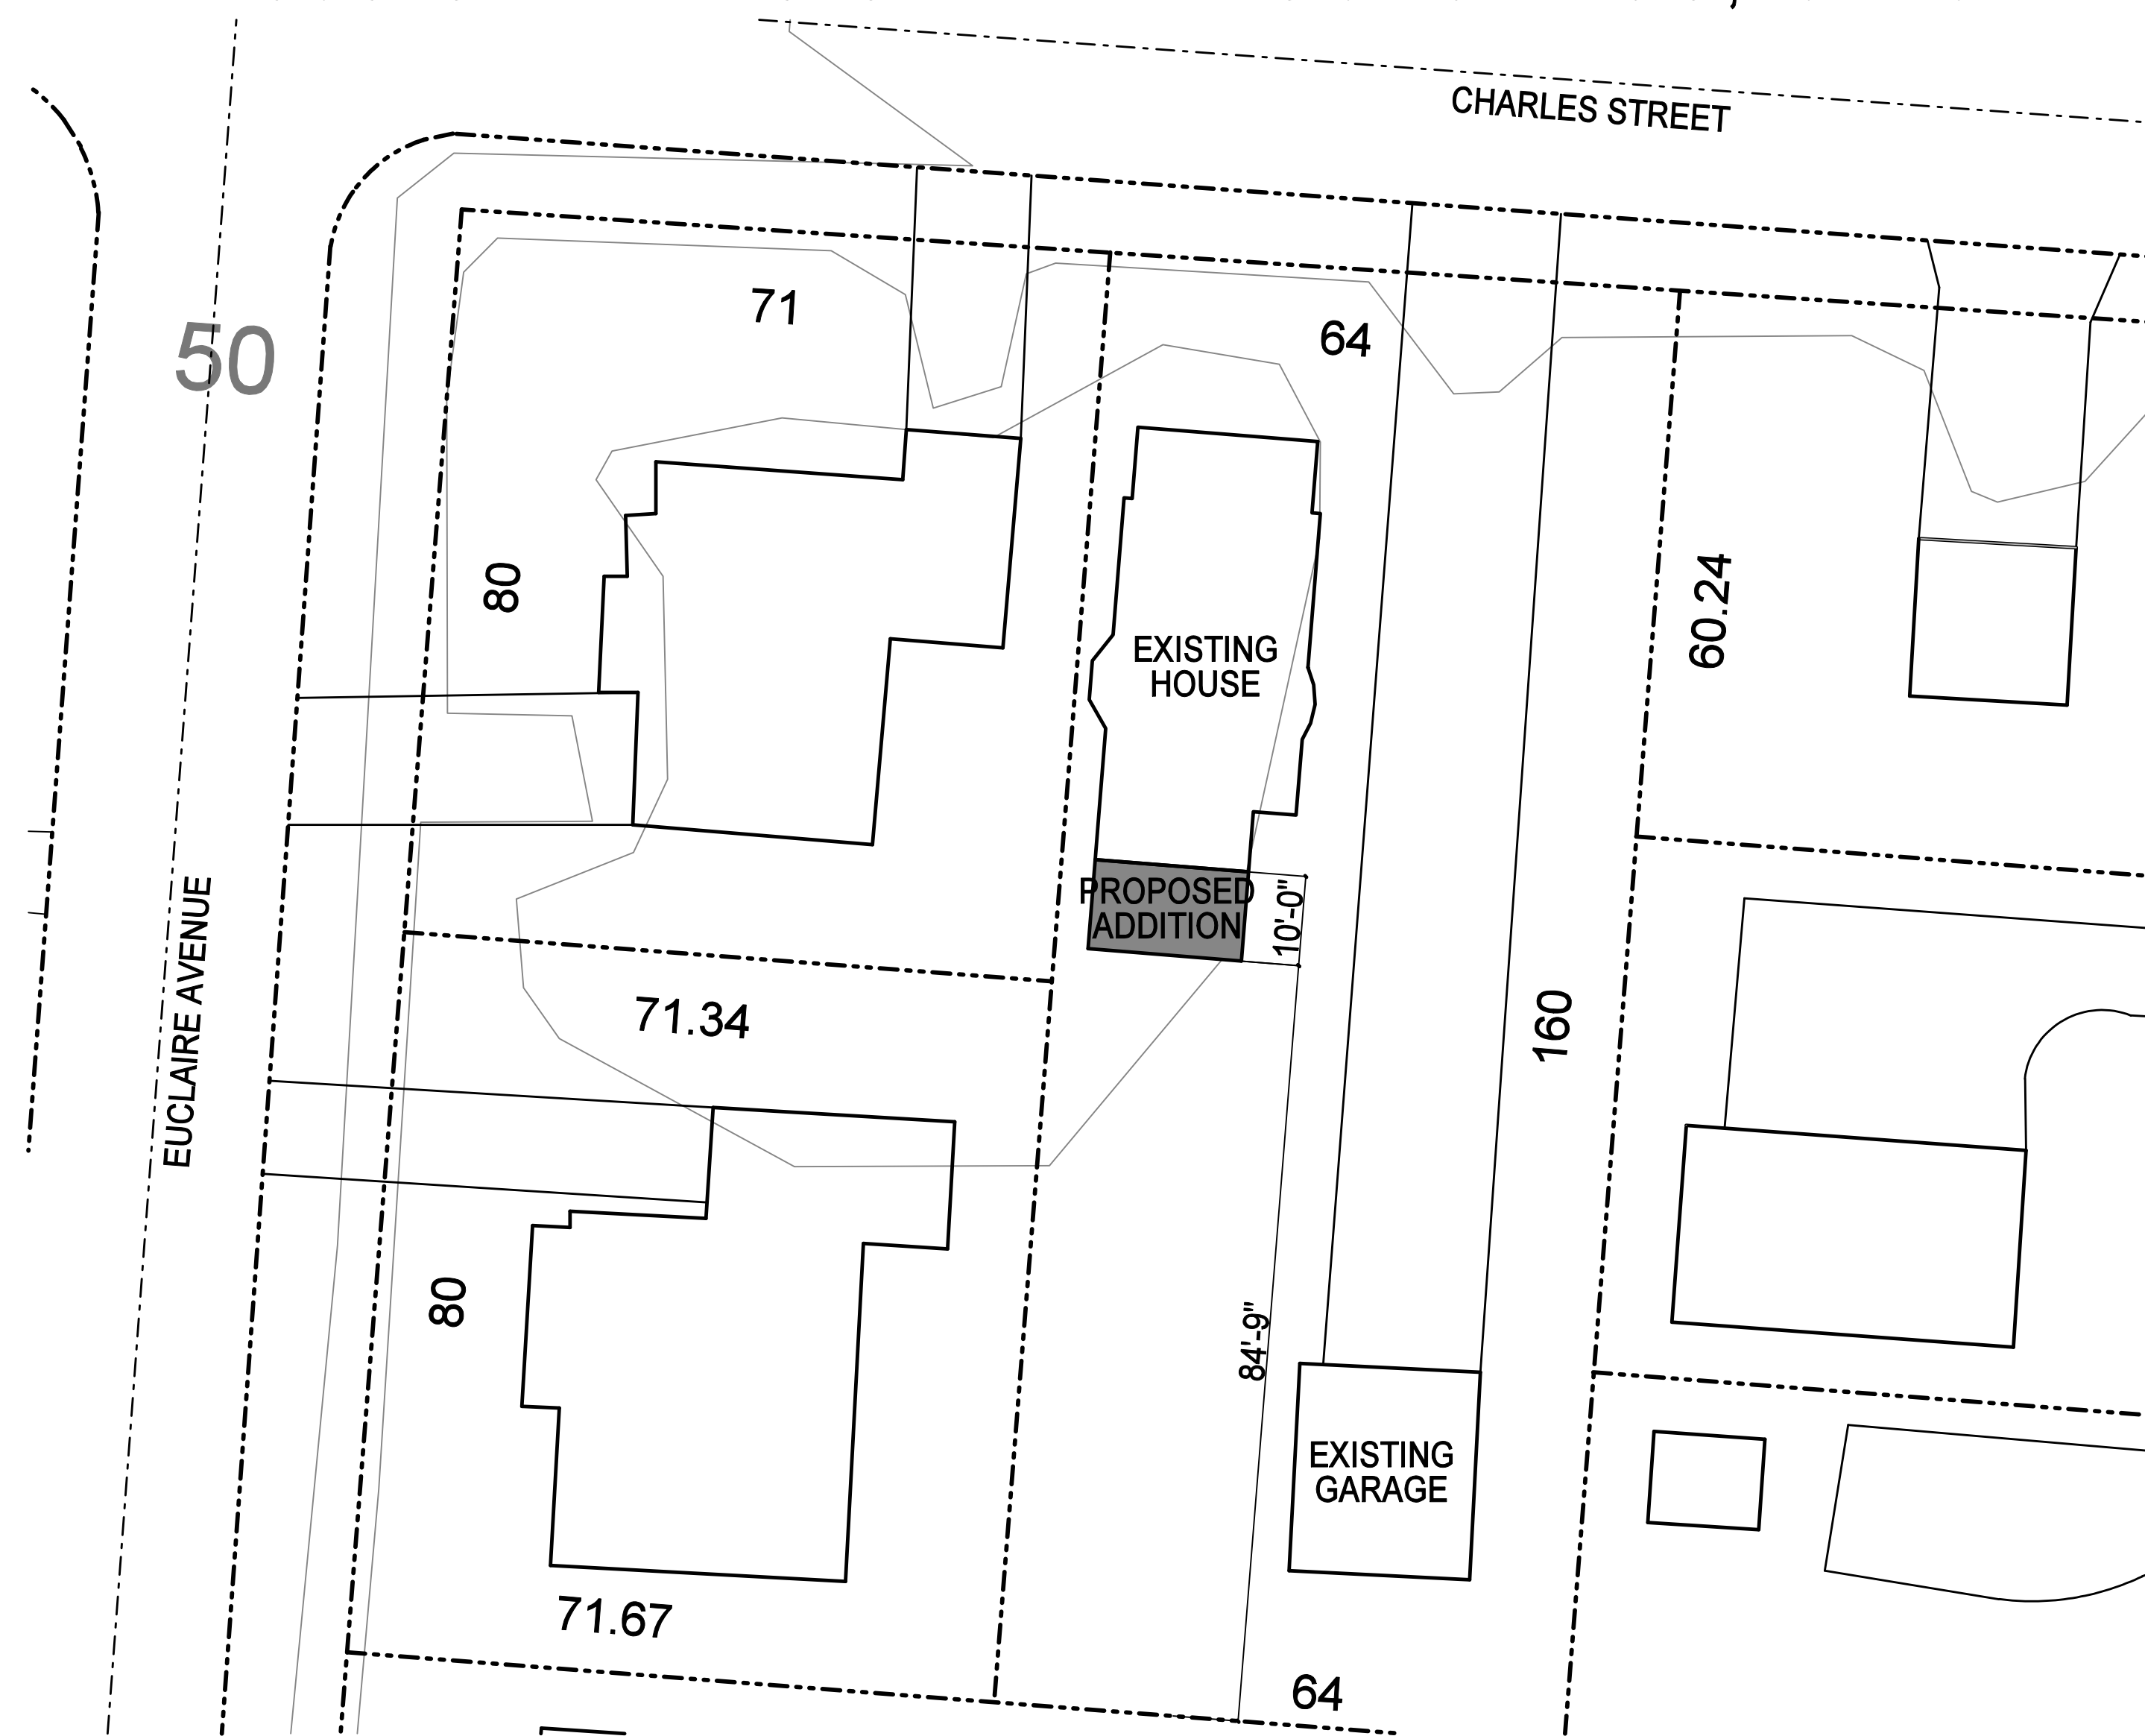 CHARLES STREET
71
64
50
80
60.24
EXISTING
HOUSE
PROPOSED
ADDITION
10'-0"
EUCLAIRE AVENUE
71.34
160
80
84'-9"
EXISTING
GARAGE
71.67
64